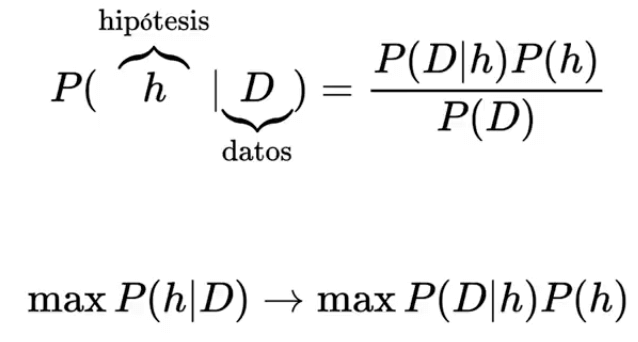 hipótesis
P( h | D ) = P(D|h)P(h) / P(D)
datos
max P(h|D) → max P(D|h)P(h)